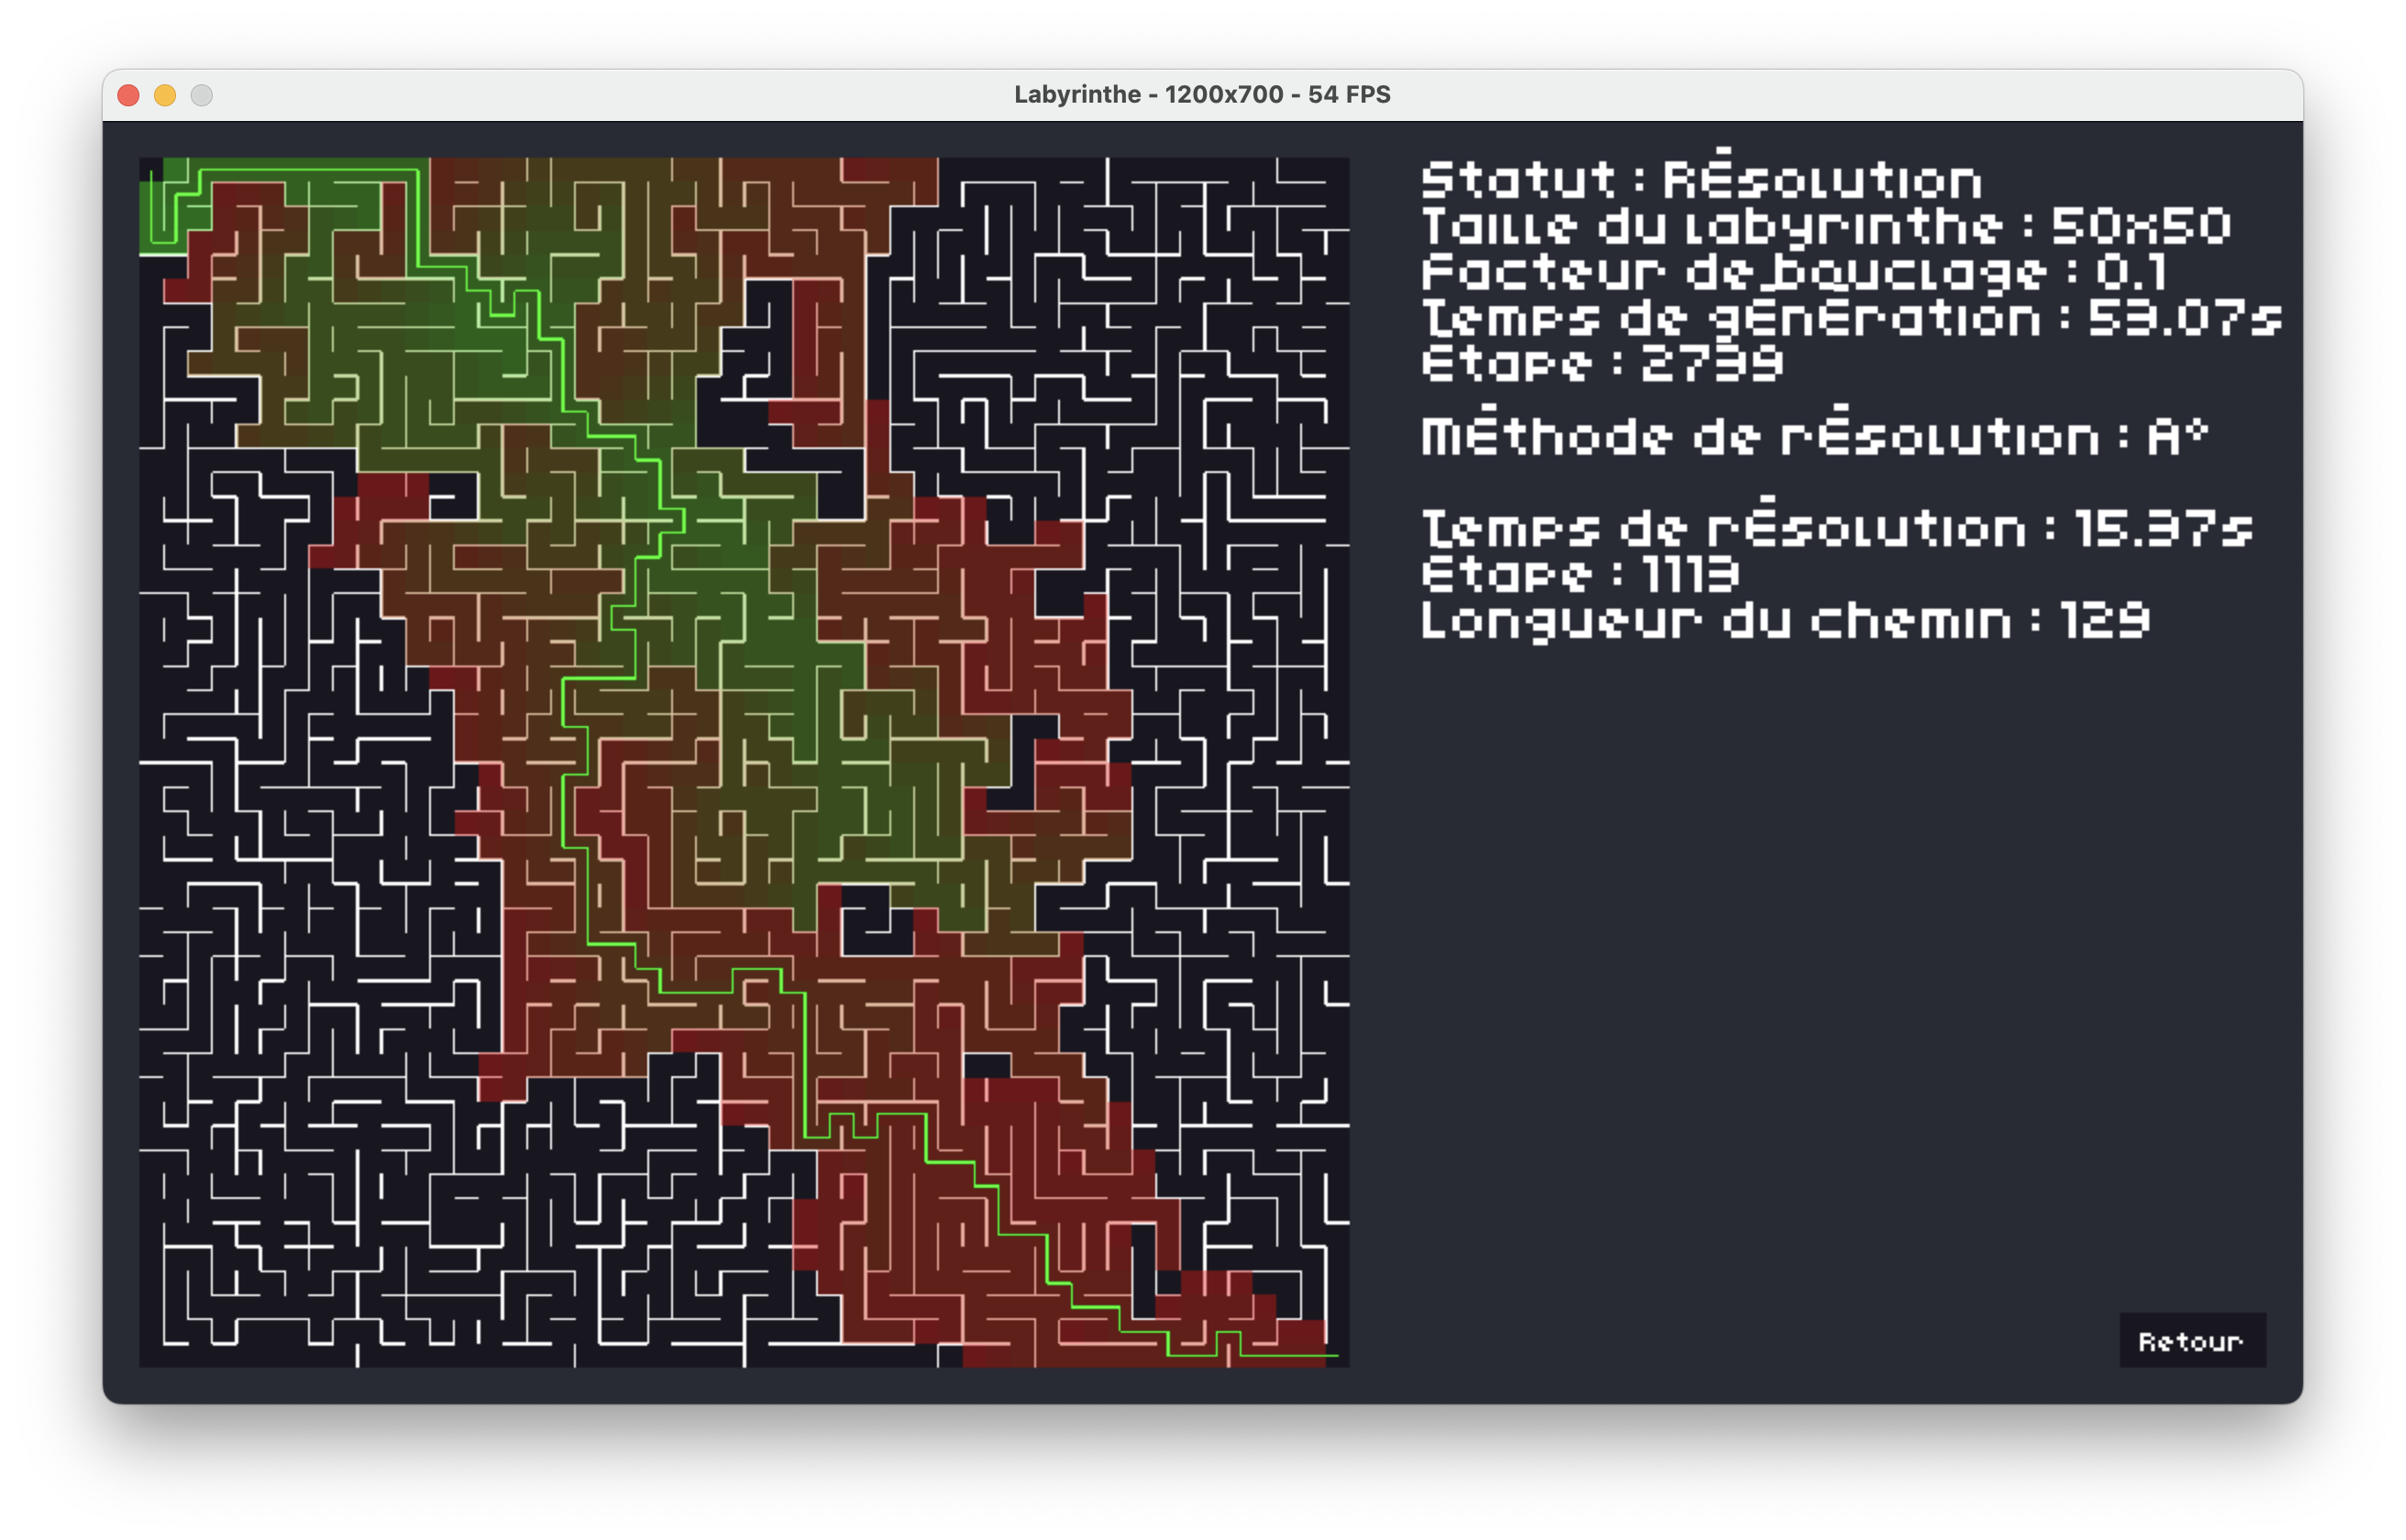 Labyrinthe - 1200x700 - 54 FPS
Statut : Résolution
Taille du labyrinthe : 50x50
Facteur de bouclage : 0.1
Temps de génération : 53.07s
Étape : 2739
Méthode de résolution : A*
Temps de résolution : 15.37s
Étape : 1113
Longueur du chemin : 129
Retour